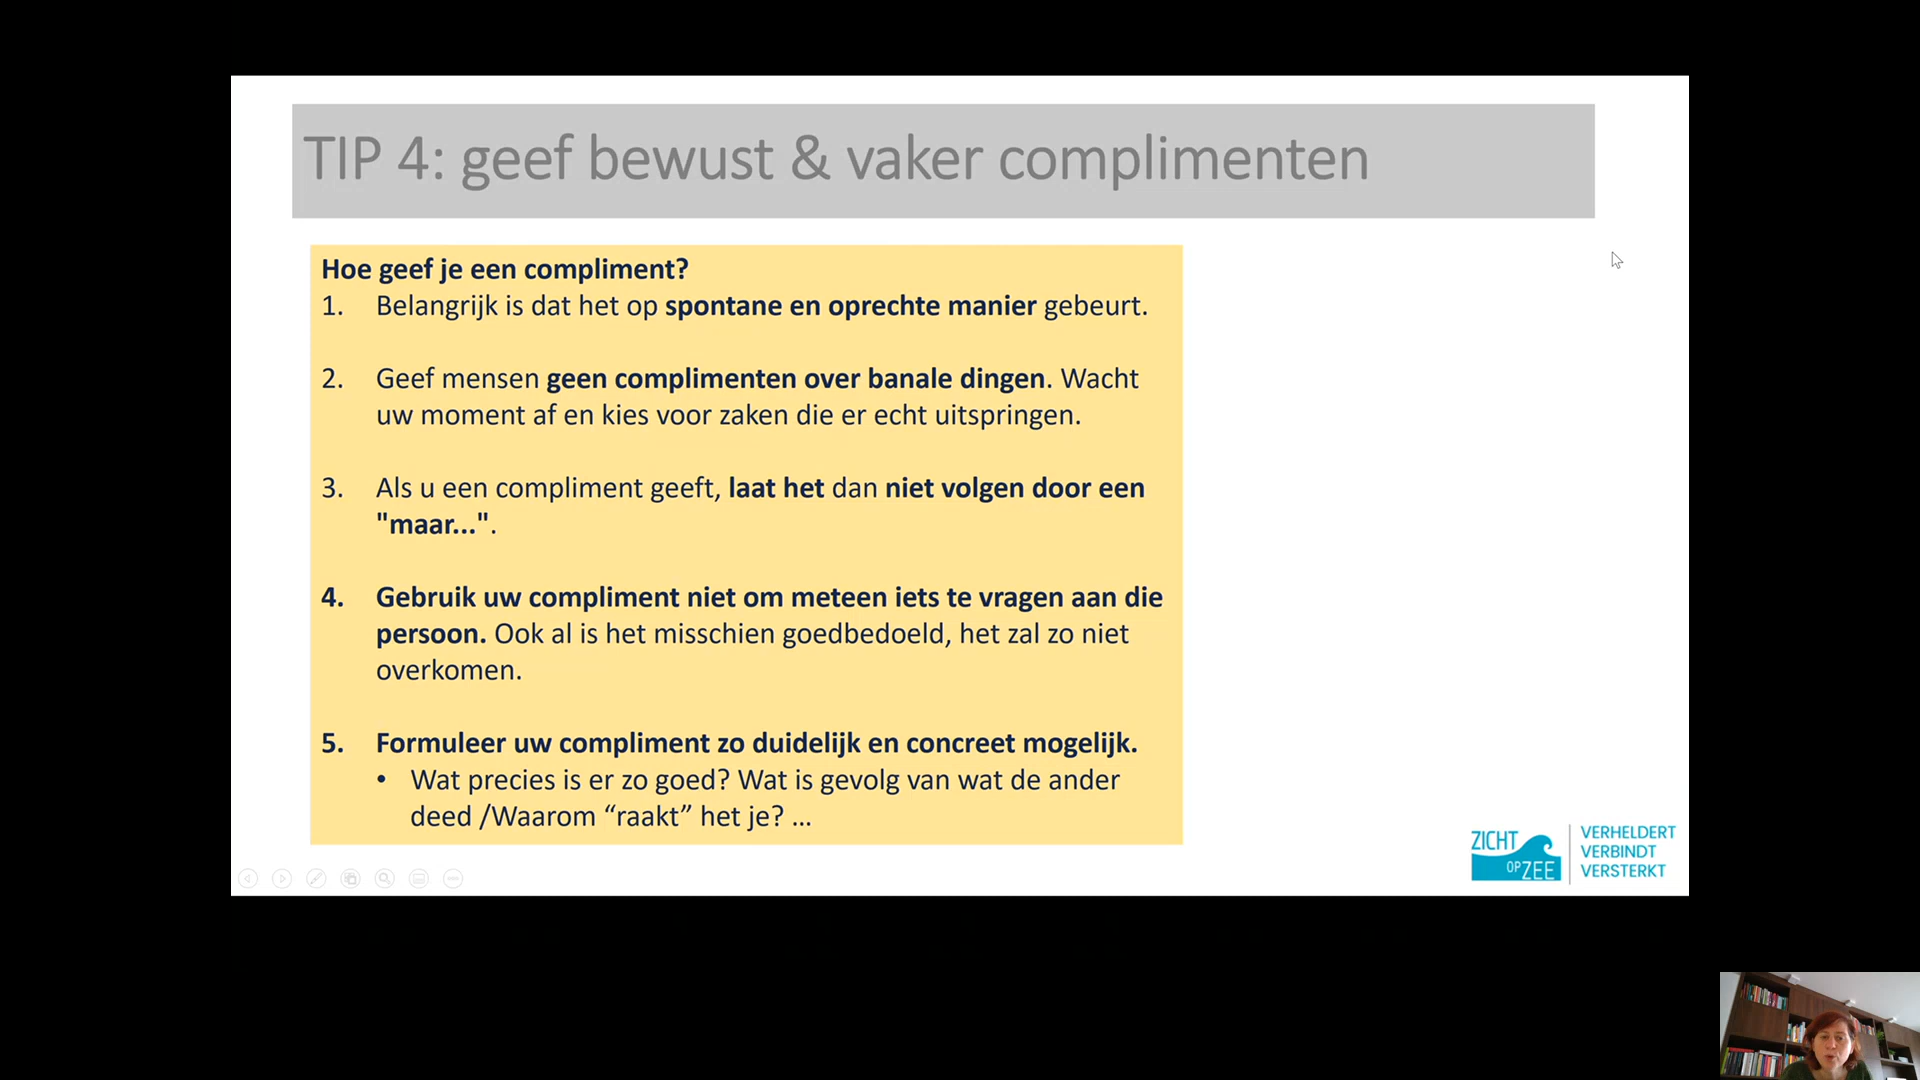 TIP 4: geef bewust & vaker complimenten
Hoe geef je een compliment?
1. Belangrijk is dat het op spontane en oprechte manier gebeurt.
2. Geef mensen geen complimenten over banale dingen. Wacht
uw moment af en kies voor zaken die er echt uitspringen.
3. Als u een compliment geeft, laat het dan niet volgen door een
"maar...".
4. Gebruik uw compliment niet om meteen iets te vragen aan die
persoon. Ook al is het misschien goedbedoeld, het zal zo niet
overkomen.
5. Formuleer uw compliment zo duidelijk en concreet mogelijk.
• Wat precies is er zo goed? Wat is gevolg van wat de ander
deed /Waarom “raakt” het je? ...
ZICHT
OP ZEE
VERHELDERT
VERBINDT
VERSTERKT